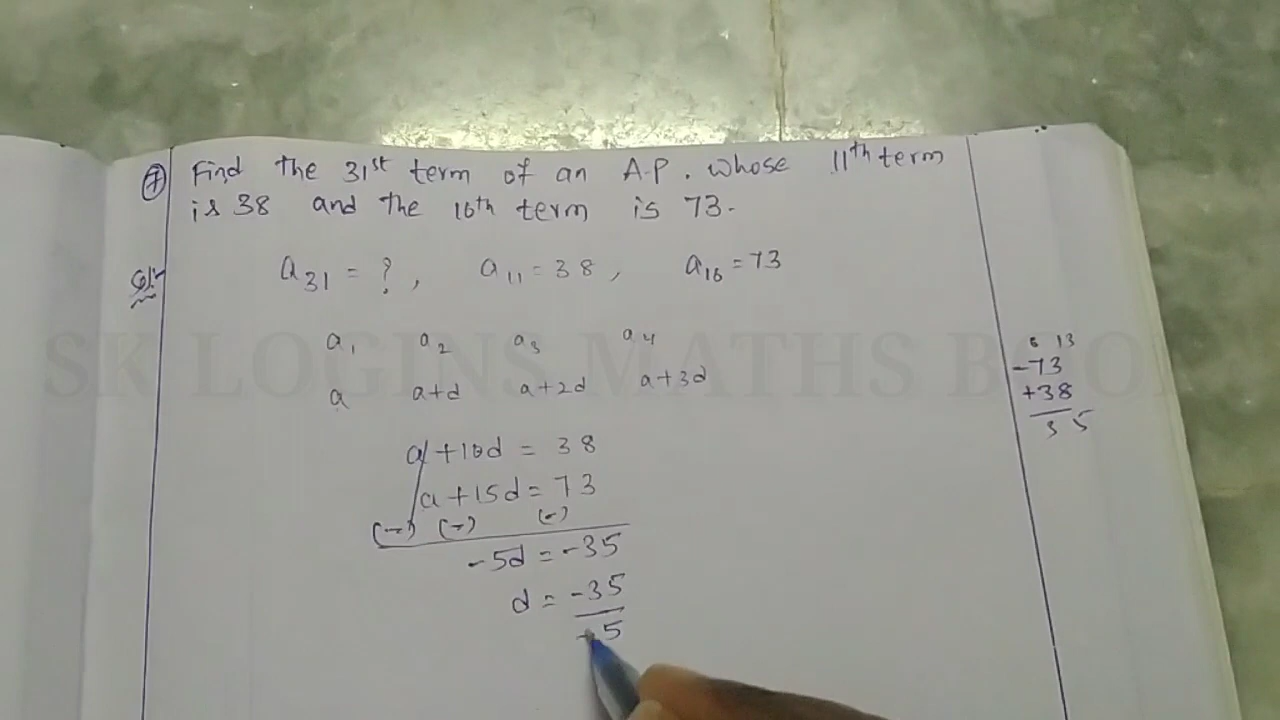 7 Find the 31st term of an A.P. whose 11th term
is 38 and the 16th term is 73.
Sol:-
a31 = ?, a11 = 38, a16 = 73
SK LOGINS MATHS BOO
a1 a2 a3 a4
a a+d a+2d a+3d
a + 10d = 38
a + 15d = 73
(-) (-) (-)
-5d = -35
d = -35
-5
6 13
-73
+38
35